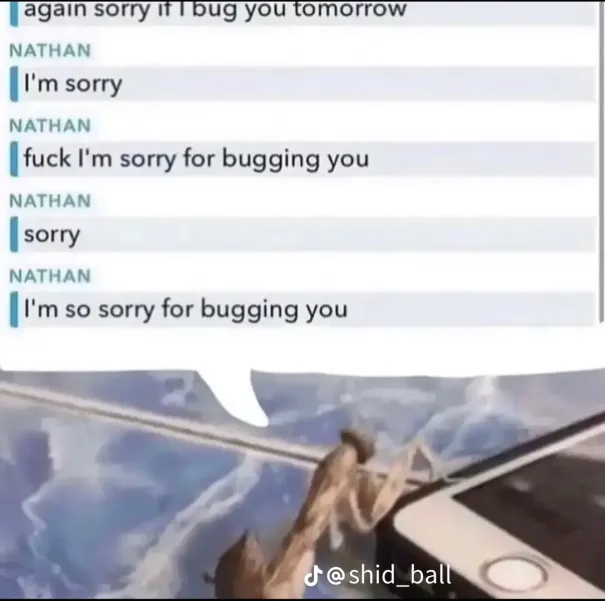 again sorry if I bug you tomorrow
NATHAN
I'm sorry
NATHAN
fuck I'm sorry for bugging you
NATHAN
sorry
NATHAN
I'm so sorry for bugging you
@shid_ball